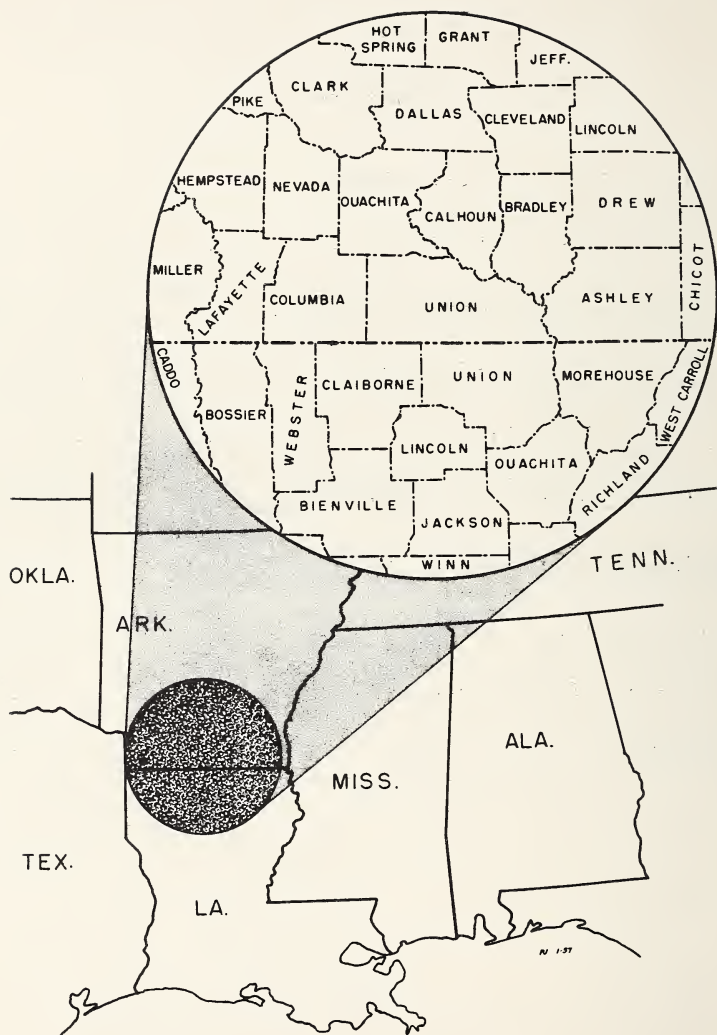 HOT
SPRING
GRANT
JEFF.
PIKE
CLARK
DALLAS
CLEVELAND
LINCOLN
HEMPSTEAD
NEVADA
OUACHITA
CALHOUN
BRADLEY
DREW
MILLER
LAFAYETTE
COLUMBIA
UNION
ASHLEY
CHICOT
CADDO
BOSSIER
WEBSTER
CLAIBORNE
UNION
MOREHOUSE
WEST CARROLL
LINCOLN
OUACHITA
RICHLAND
BIENVILLE
JACKSON
WINN
OKLA.
ARK.
TENN.
MISS.
ALA.
TEX.
LA.
1-57